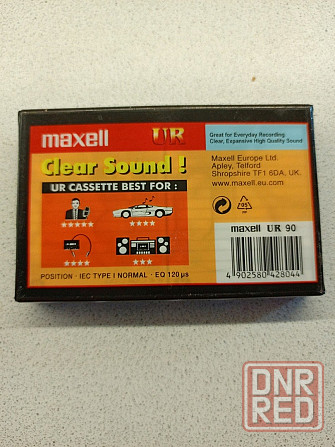 maxell
UR
Great for Everyday Recording
Clear, Expansive High Quality Sound
Clear Sound !
UR CASSETTE BEST FOR :
★★★★★
★★★★
★★★★
★★★
POSITION · IEC TYPE I NORMAL · EQ 120 µs
Maxell Europe Ltd.
Apley, Telford
Shropshire TF1 6DA, UK.
www.maxell.eu.com
maxell UR 90
4 902580 428044
DNR
RED